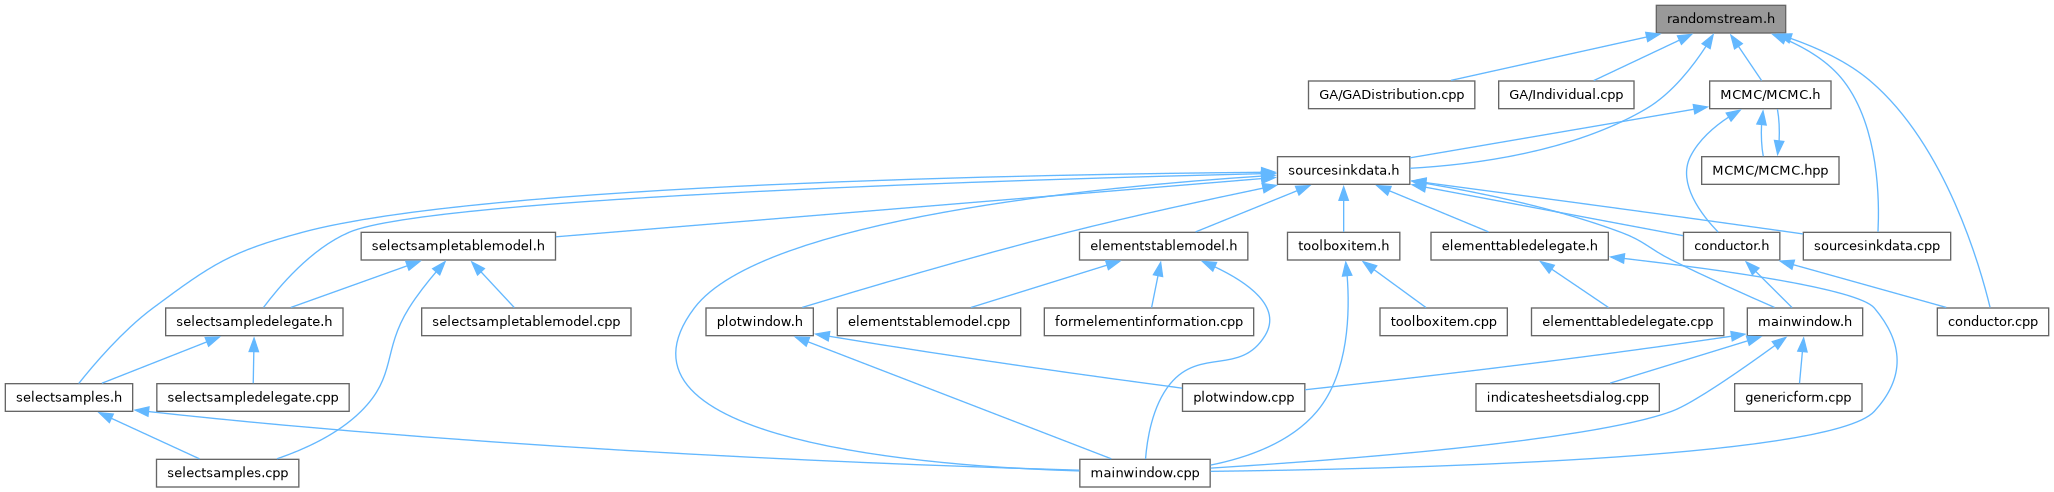 randomstream.h
GA/GADistribution.cpp
GA/Individual.cpp
MCMC/MCMC.h
sourcesinkdata.h
MCMC/MCMC.hpp
selectsampletablemodel.h
elementstablemodel.h
toolboxitem.h
elementtabledelegate.h
conductor.h
sourcesinkdata.cpp
selectsampledelegate.h
selectsampletablemodel.cpp
plotwindow.h
elementstablemodel.cpp
formelementinformation.cpp
toolboxitem.cpp
elementtabledelegate.cpp
mainwindow.h
conductor.cpp
selectsamples.h
selectsampledelegate.cpp
plotwindow.cpp
indicatesheetsdialog.cpp
genericform.cpp
selectsamples.cpp
mainwindow.cpp